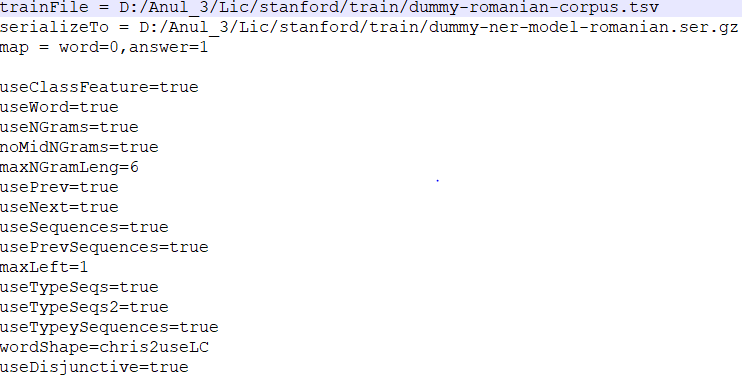 trainFile = D:/Anul_3/Lic/stanford/train/dummy-romanian-corpus.tsv
serializeTo = D:/Anul_3/Lic/stanford/train/dummy-ner-model-romanian.ser.gz
map = word=0,answer=1
useClassFeature=true
useWord=true
useNGrams=true
noMidNGrams=true
maxNGramLeng=6
usePrev=true
useNext=true
useSequences=true
usePrevSequences=true
maxLeft=1
useTypeSeqs=true
useTypeSeqs2=true
useTypeySequences=true
wordShape=chris2useLC
useDisjunctive=true